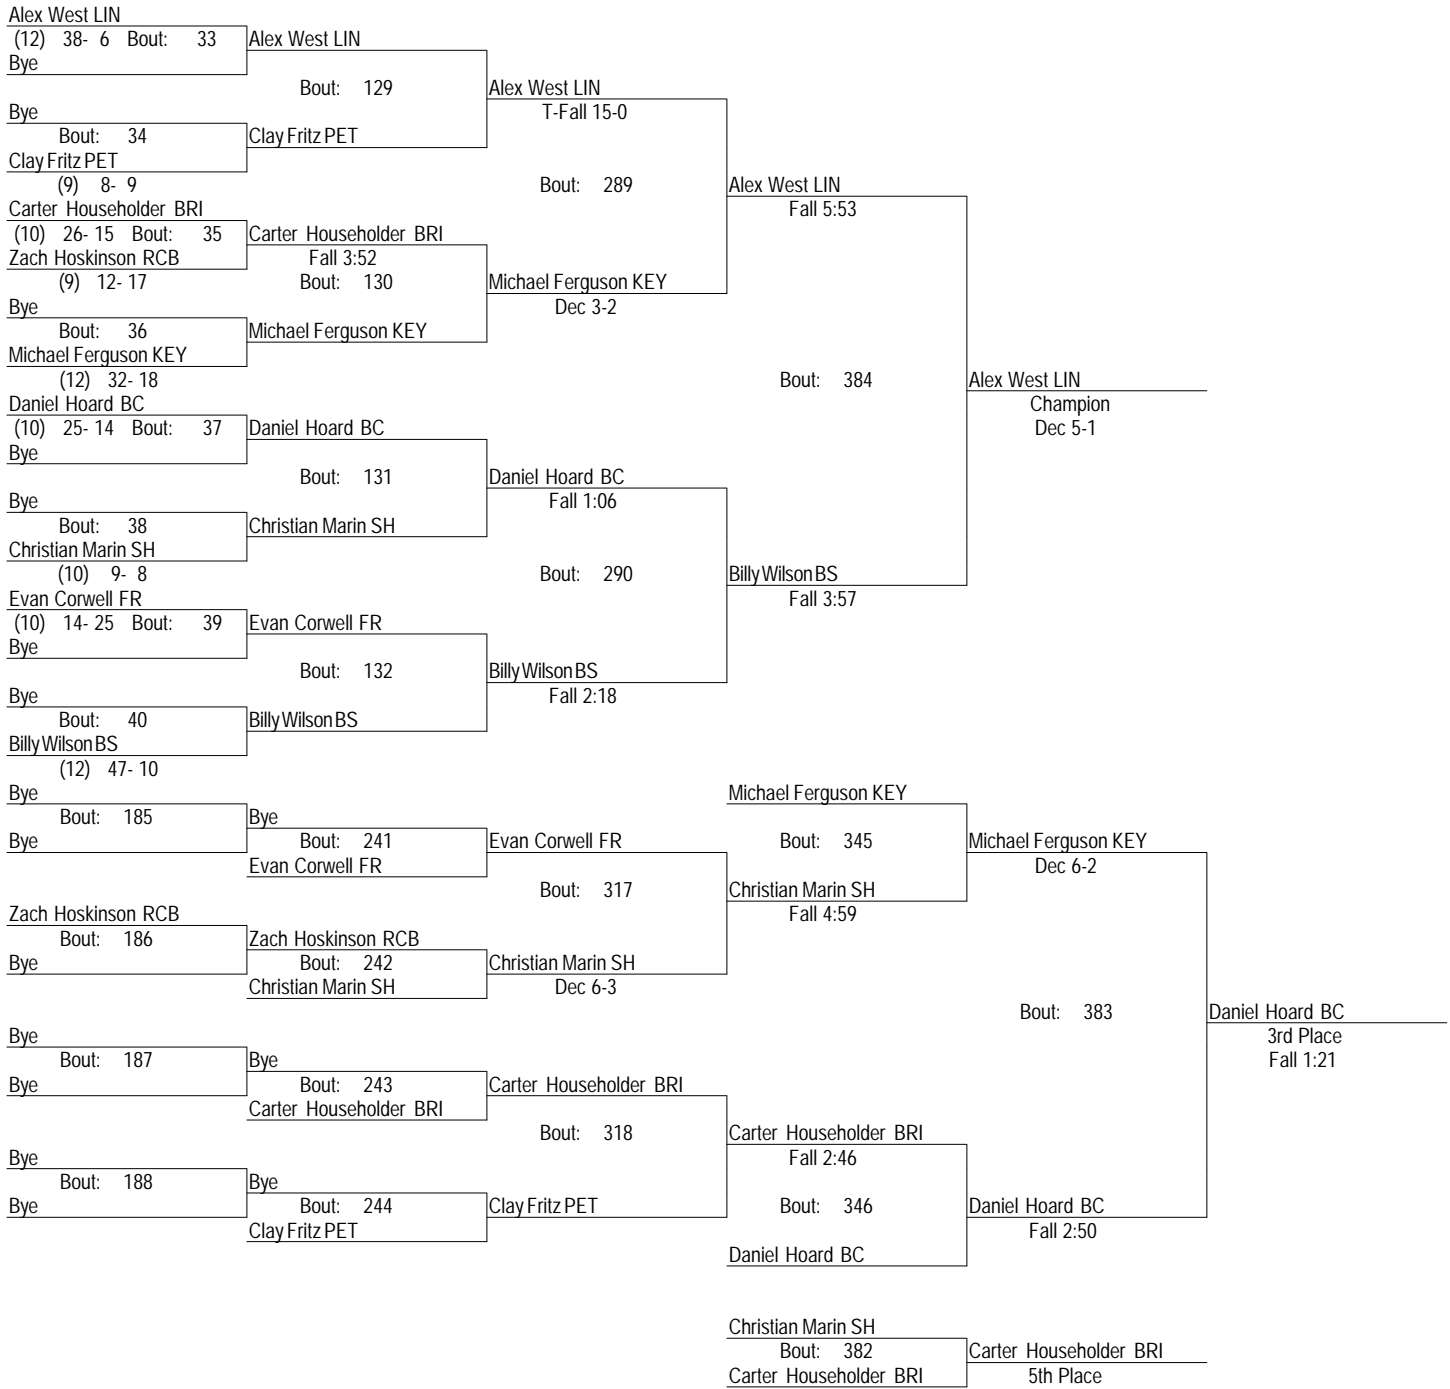 Alex West LIN
(12) 38- 6 Bout: 33 Alex West LIN
Bye
Bout: 129 Alex West LIN
Bye T-Fall 15-0
Bout: 34 Clay Fritz PET
Clay Fritz PET
(9) 8- 9 Bout: 289 Alex West LIN
Carter Householder BRI Fall 5:53
(10) 26- 15 Bout: 35 Carter Householder BRI
Zach Hoskinson RCB Fall 3:52
(9) 12- 17 Bout: 130 Michael Ferguson KEY
Bye Dec 3-2
Bout: 36 Michael Ferguson KEY
Michael Ferguson KEY
(12) 32- 18 Bout: 384 Alex West LIN
Daniel Hoard BC Champion
(10) 25- 14 Bout: 37 Daniel Hoard BC Dec 5-1
Bye
Bout: 131 Daniel Hoard BC
Bye Fall 1:06
Bout: 38 Christian Marin SH
Christian Marin SH
(10) 9- 8 Bout: 290 Billy Wilson BS
Evan Corwell FR Fall 3:57
(10) 14- 25 Bout: 39 Evan Corwell FR
Bye
Bout: 132 Billy Wilson BS
Bye Fall 2:18
Bout: 40 Billy Wilson BS
Billy Wilson BS
(12) 47- 10
Bye Michael Ferguson KEY
Bout: 185 Bye
Bye Bout: 241 Evan Corwell FR Bout: 345 Michael Ferguson KEY
Evan Corwell FR Dec 6-2
Bout: 317 Christian Marin SH
Zach Hoskinson RCB Fall 4:59
Bout: 186 Zach Hoskinson RCB
Bye Bout: 242 Christian Marin SH
Christian Marin SH Dec 6-3
Bout: 383 Daniel Hoard BC
Bye 3rd Place
Bout: 187 Bye Fall 1:21
Bye Bout: 243 Carter Householder BRI
Carter Householder BRI
Bout: 318 Carter Householder BRI
Bye Fall 2:46
Bout: 188 Bye
Bye Bout: 244 Clay Fritz PET Bout: 346 Daniel Hoard BC
Clay Fritz PET Fall 2:50
Daniel Hoard BC
Christian Marin SH
Bout: 382 Carter Householder BRI
Carter Householder BRI 5th Place